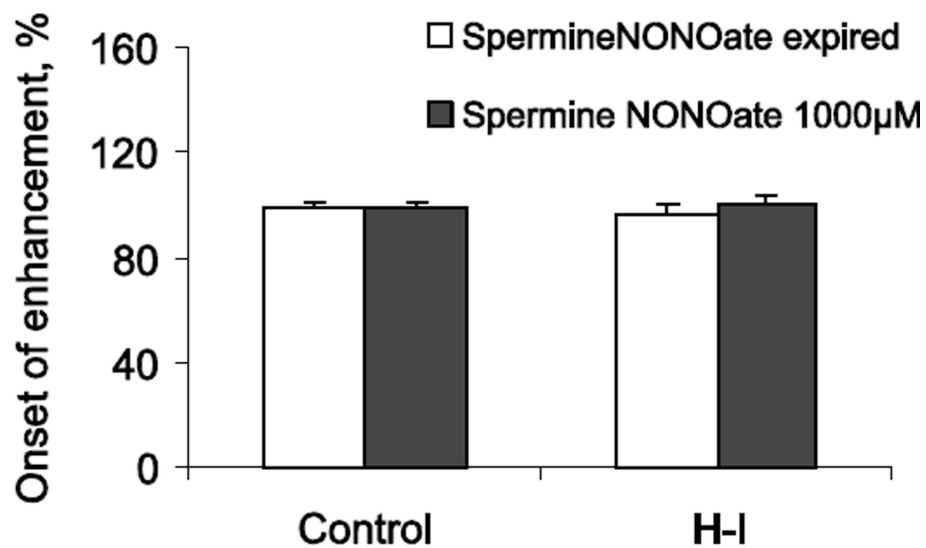 Onset of enhancement, %
160
120
80
40
0
SpermineNONOate expired
Spermine NONOate 1000µM
Control
H-I